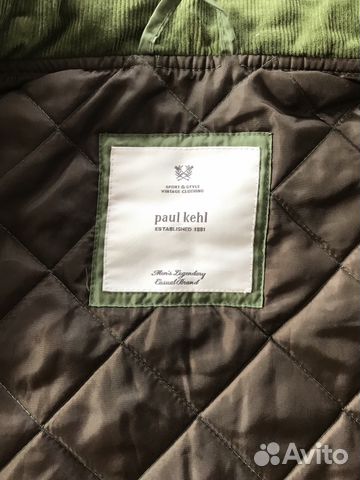 SPORT & STYLE
VINTAGE CLOTHING
paul kehl
ESTABLISHED 1881
Men's Legendary
Casual Brand
Avito